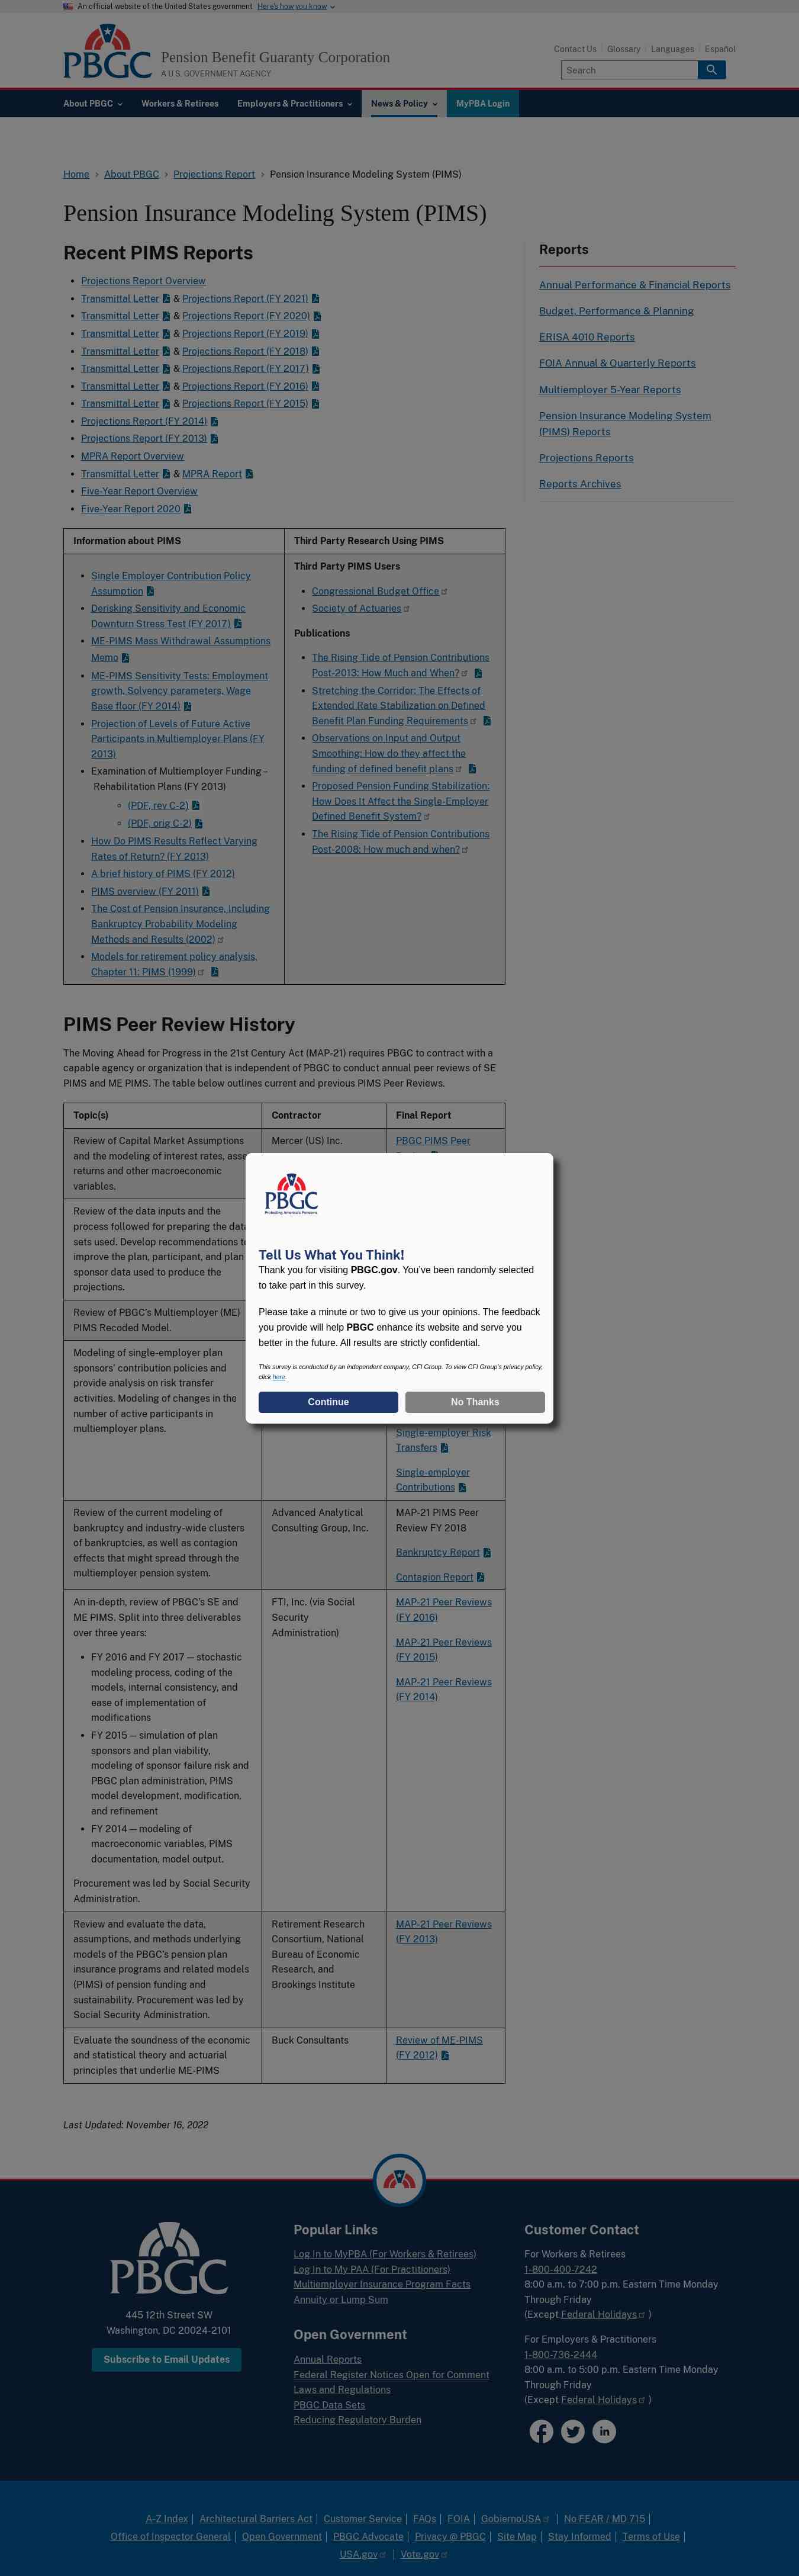 An official website of the United States government Here's how you know
PBGC
Pension Benefit Guaranty Corporation
A U.S. GOVERNMENT AGENCY
Contact Us Glossary Languages Español
Search
About PBGC Workers & Retirees Employers & Practitioners News & Policy MyPBA Login
Home About PBGC Projections Report Pension Insurance Modeling System (PIMS)
Pension Insurance Modeling System (PIMS)
Recent PIMS Reports
Projections Report Overview
Transmittal Letter & Projections Report (FY 2021)
Transmittal Letter & Projections Report (FY 2020)
Transmittal Letter & Projections Report (FY 2019)
Transmittal Letter & Projections Report (FY 2018)
Transmittal Letter & Projections Report (FY 2017)
Transmittal Letter & Projections Report (FY 2016)
Transmittal Letter & Projections Report (FY 2015)
Projections Report (FY 2014)
Projections Report (FY 2013)
MPRA Report Overview
Transmittal Letter & MPRA Report
Five-Year Report Overview
Five-Year Report 2020
Reports
Annual Performance & Financial Reports
Budget, Performance & Planning
ERISA 4010 Reports
FOIA Annual & Quarterly Reports
Multiemployer 5-Year Reports
Pension Insurance Modeling System
(PIMS) Reports
Projections Reports
Reports Archives
Information about PIMS
Single Employer Contribution Policy
Assumption
Derisking Sensitivity and Economic
Downturn Stress Test (FY 2017)
ME-PIMS Mass Withdrawal Assumptions
Memo
ME-PIMS Sensitivity Tests: Employment
growth, Solvency parameters, Wage
Base floor (FY 2014)
Projection of Levels of Future Active
Participants in Multiemployer Plans (FY
2013)
Examination of Multiemployer Funding –
Rehabilitation Plans (FY 2013)
(PDF, rev C-2)
(PDF, orig C-2)
How Do PIMS Results Reflect Varying
Rates of Return? (FY 2013)
A brief history of PIMS (FY 2012)
PIMS overview (FY 2011)
The Cost of Pension Insurance, Including
Bankruptcy Probability Modeling
Methods and Results (2002)
Models for retirement policy analysis,
Chapter 11: PIMS (1999)
Third Party Research Using PIMS
Third Party PIMS Users
Congressional Budget Office
Society of Actuaries
Publications
The Rising Tide of Pension Contributions
Post-2013: How Much and When?
Stretching the Corridor: The Effects of
Extended Rate Stabilization on Defined
Benefit Plan Funding Requirements
Observations on Input and Output
Smoothing: How do they affect the
funding of defined benefit plans
Proposed Pension Funding Stabilization:
How Does It Affect the Single-Employer
Defined Benefit System?
The Rising Tide of Pension Contributions
Post-2008: How much and when?
PIMS Peer Review History
The Moving Ahead for Progress in the 21st Century Act (MAP-21) requires PBGC to contract with a
capable agency or organization that is independent of PBGC to conduct annual peer reviews of SE
PIMS and ME PIMS. The table below outlines current and previous PIMS Peer Reviews.
Topic(s) Contractor Final Report
Review of Capital Market Assumptions
and the modeling of interest rates, asset
returns and other macroeconomic
variables.
Mercer (US) Inc.
PBGC PIMS Peer
Review of the data inputs and the
process followed for preparing the data
sets used. Develop recommendations to
improve the plan, participant, and plan
sponsor data used to produce the
projections.
Review of PBGC's Multiemployer (ME)
PIMS Recoded Model.
Modeling of single-employer plan
sponsors' contribution policies and
provide analysis on risk transfer
activities. Modeling of changes in the
number of active participants in
multiemployer plans.
Single-employer Risk
Transfers
Single-employer
Contributions
PBGC
Protecting America's Pensions
Tell Us What You Think!
Thank you for visiting PBGC.gov. You've been randomly selected
to take part in this survey.
Please take a minute or two to give us your opinions. The feedback
you provide will help PBGC enhance its website and serve you
better in the future. All results are strictly confidential.
This survey is conducted by an independent company, CFI Group. To view CFI Group's privacy policy,
click here.
Continue No Thanks
Review of the current modeling of
bankruptcy and industry-wide clusters
of bankruptcies, as well as contagion
effects that might spread through the
multiemployer pension system.
Advanced Analytical
Consulting Group, Inc.
MAP-21 PIMS Peer
Review FY 2018
Bankruptcy Report
Contagion Report
An in-depth, review of PBGC's SE and
ME PIMS. Split into three deliverables
over three years:
FY 2016 and FY 2017 — stochastic
modeling process, coding of the
models, internal consistency, and
ease of implementation of
modifications
FY 2015 — simulation of plan
sponsors and plan viability,
modeling of sponsor failure risk and
PBGC plan administration, PIMS
model development, modification,
and refinement
FY 2014 — modeling of
macroeconomic variables, PIMS
documentation, model output.
Procurement was led by Social Security
Administration.
FTI, Inc. (via Social
Security
Administration)
MAP-21 Peer Reviews
(FY 2016)
MAP-21 Peer Reviews
(FY 2015)
MAP-21 Peer Reviews
(FY 2014)
Review and evaluate the data,
assumptions, and methods underlying
models of the PBGC's pension plan
insurance programs and related models
(PIMS) of pension funding and
sustainability. Procurement was led by
Social Security Administration.
Retirement Research
Consortium, National
Bureau of Economic
Research, and
Brookings Institute
MAP-21 Peer Reviews
(FY 2013)
Evaluate the soundness of the economic
and statistical theory and actuarial
principles that underlie ME-PIMS
Buck Consultants
Review of ME-PIMS
(FY 2012)
Last Updated: November 16, 2022
PBGC
445 12th Street SW
Washington, DC 20024-2101
Subscribe to Email Updates
Popular Links
Log In to MyPBA (For Workers & Retirees)
Log In to My PAA (For Practitioners)
Multiemployer Insurance Program Facts
Annuity or Lump Sum
Open Government
Annual Reports
Federal Register Notices Open for Comment
Laws and Regulations
PBGC Data Sets
Reducing Regulatory Burden
Customer Contact
For Workers & Retirees
1-800-400-7242
8:00 a.m. to 7:00 p.m. Eastern Time Monday
Through Friday
(Except Federal Holidays )
For Employers & Practitioners
1-800-736-2444
8:00 a.m. to 5:00 p.m. Eastern Time Monday
Through Friday
(Except Federal Holidays )
A-Z Index | Architectural Barriers Act | Customer Service | FAQs | FOIA | GobiernoUSA | No FEAR / MD 715 |
Office of Inspector General | Open Government | PBGC Advocate | Privacy @ PBGC | Site Map | Stay Informed | Terms of Use |
USA.gov | Vote.gov